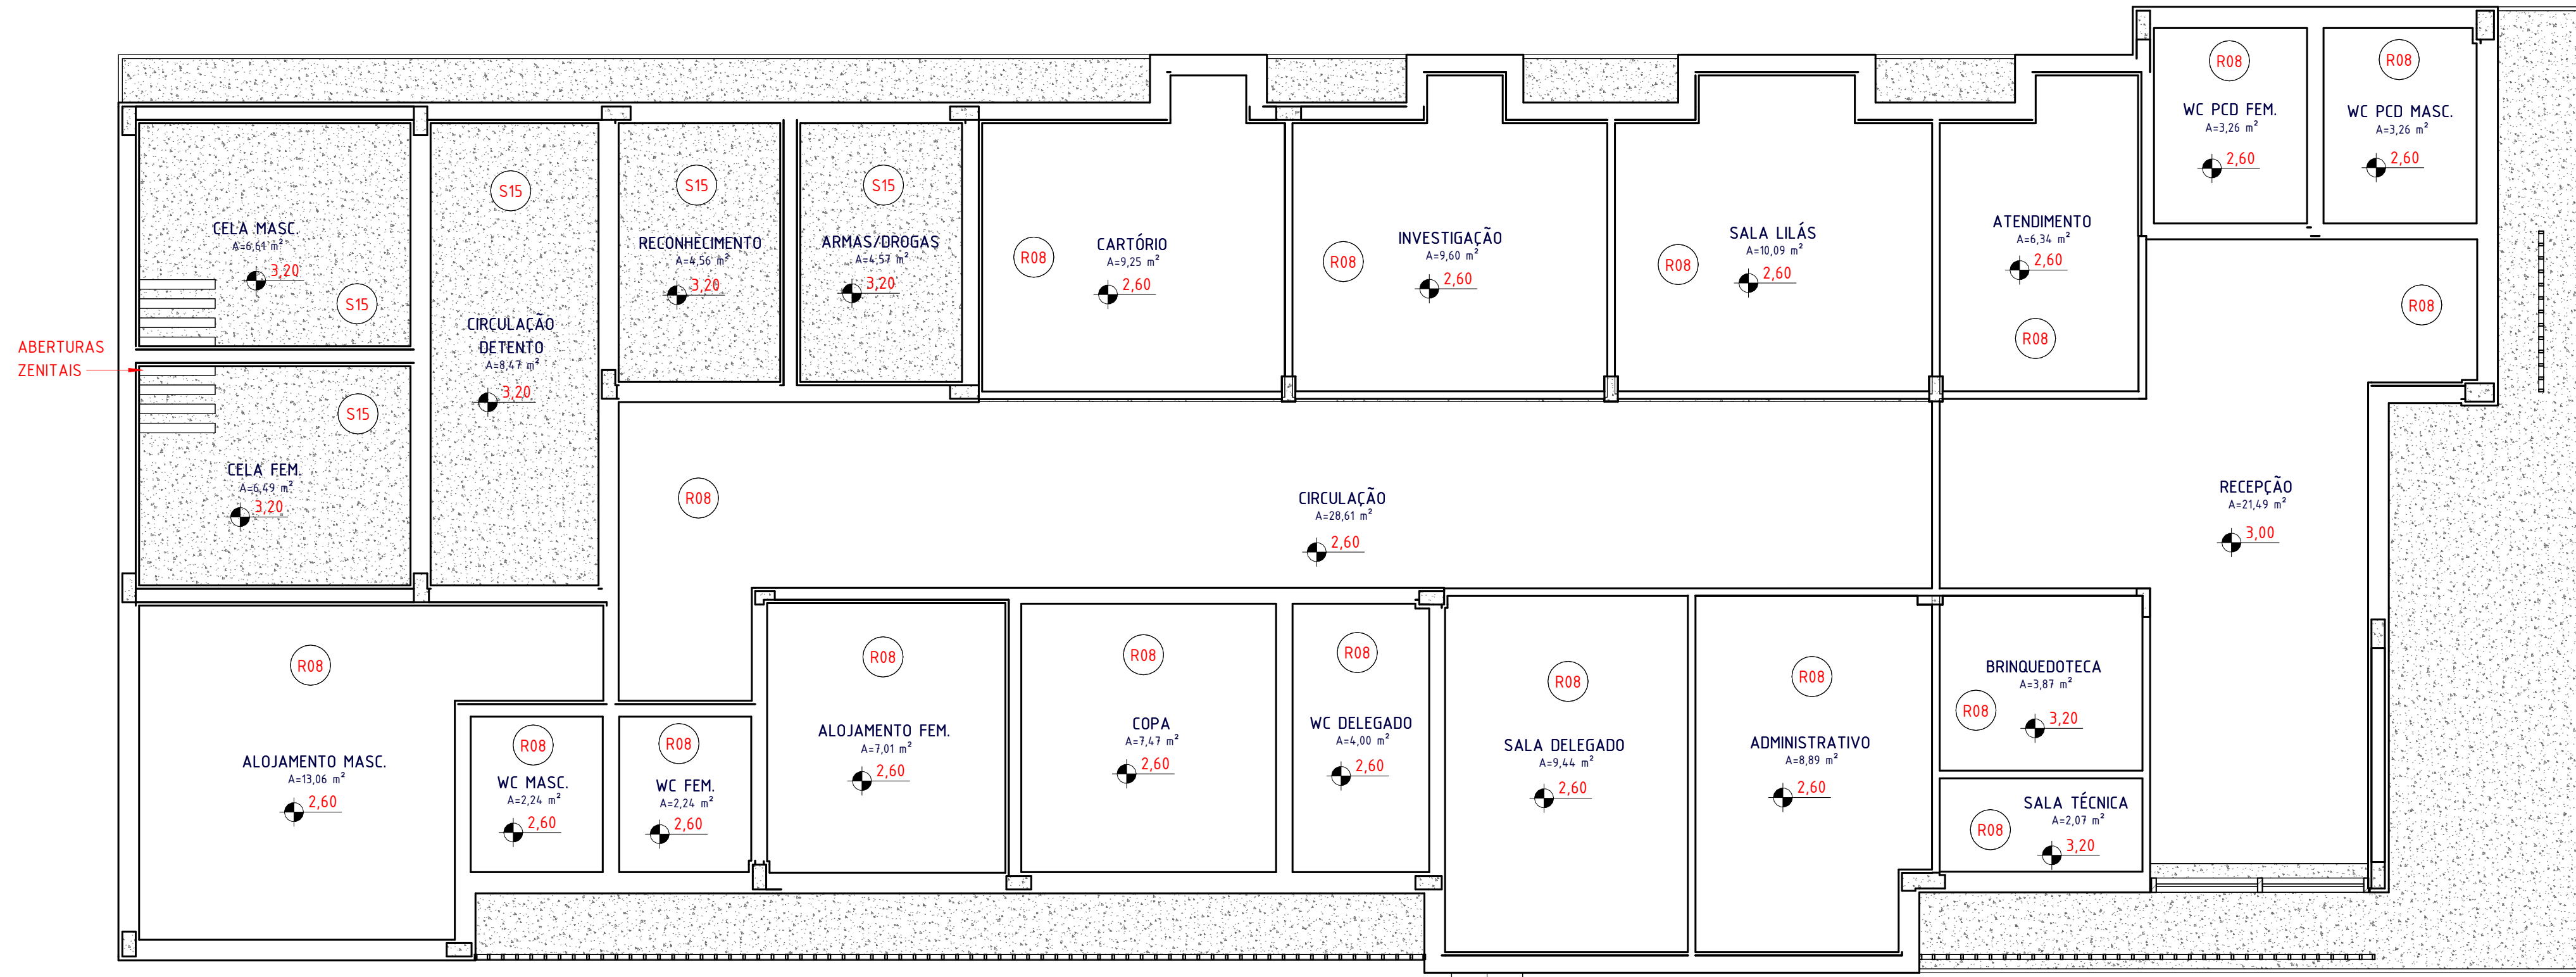 R08
WC PCD FEM.
A=3,26 m²
2,60
R08
WC PCD MASC.
A=3,26 m²
2,60
CELA MASC.
A=6,61 m²
3,20
S15
S15
CIRCULAÇÃO
DETENTO
A=8,47 m²
3,20
S15
RECONHECIMENTO
A=4,56 m²
3,20
S15
ARMAS/DROGAS
A=4,57 m²
3,20
R08
CARTÓRIO
A=9,25 m²
2,60
R08
INVESTIGAÇÃO
A=9,60 m²
2,60
R08
SALA LILÁS
A=10,09 m²
2,60
ATENDIMENTO
A=6,34 m²
2,60
R08
R08
ABERTURAS
ZENITAIS
S15
CELA FEM.
A=6,49 m²
3,20
R08
CIRCULAÇÃO
A=28,61 m²
2,60
RECEPÇÃO
A=21,49 m²
3,00
R08
ALOJAMENTO MASC.
A=13,06 m²
2,60
R08
WC MASC.
A=2,24 m²
2,60
R08
WC FEM.
A=2,24 m²
2,60
R08
ALOJAMENTO FEM.
A=7,01 m²
2,60
R08
COPA
A=7,47 m²
2,60
R08
WC DELEGADO
A=4,00 m²
2,60
R08
SALA DELEGADO
A=9,44 m²
2,60
R08
ADMINISTRATIVO
A=8,89 m²
2,60
BRINQUEDOTECA
A=3,87 m²
R08
3,20
SALA TÉCNICA
A=2,07 m²
R08
3,20